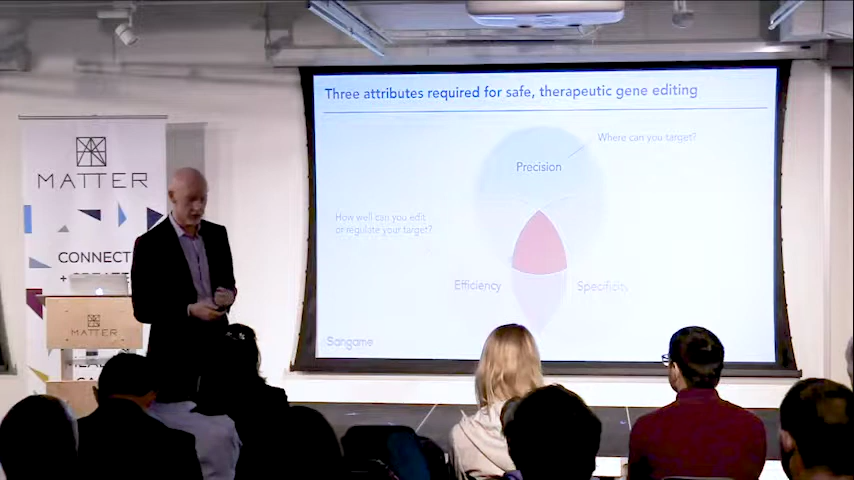 Three attributes required for safe, therapeutic gene editing
Where can you target?
Precision
How well can you edit
or regulate your target?
Efficiency
Specificity
Sangamo
MATTER
CONNECT
MATTER